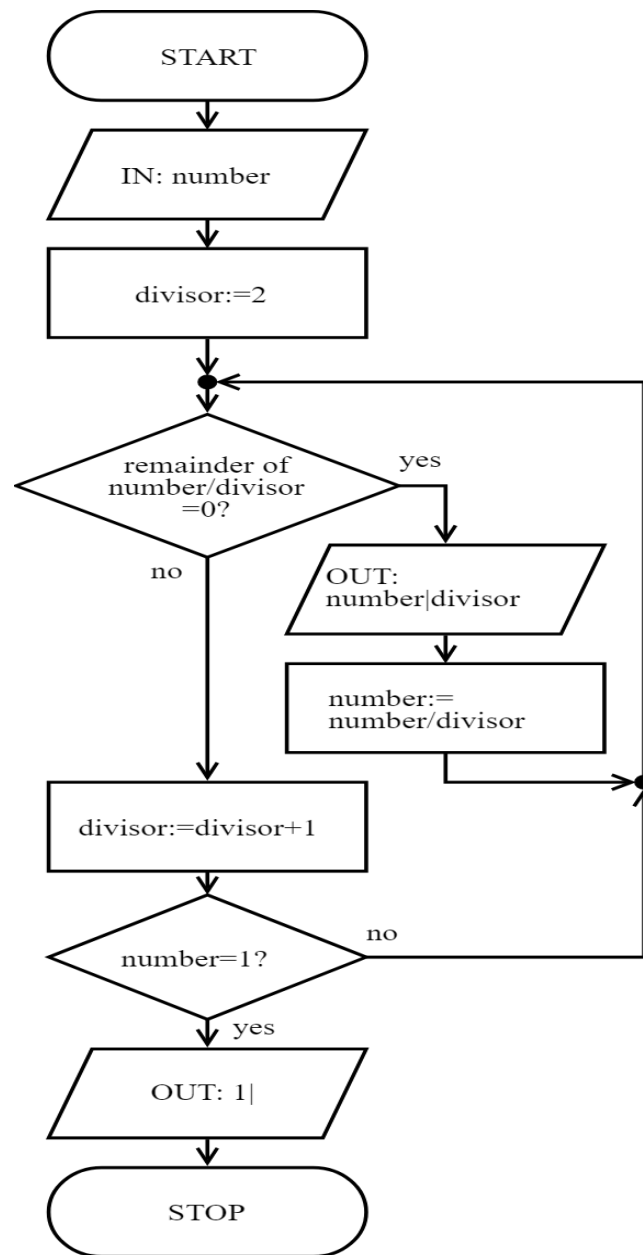 START
IN: number
divisor:=2
remainder of
number/divisor
=0?
yes
no
OUT:
number|divisor
number:=
number/divisor
divisor:=divisor+1
number=1?
no
yes
OUT: 1|
STOP